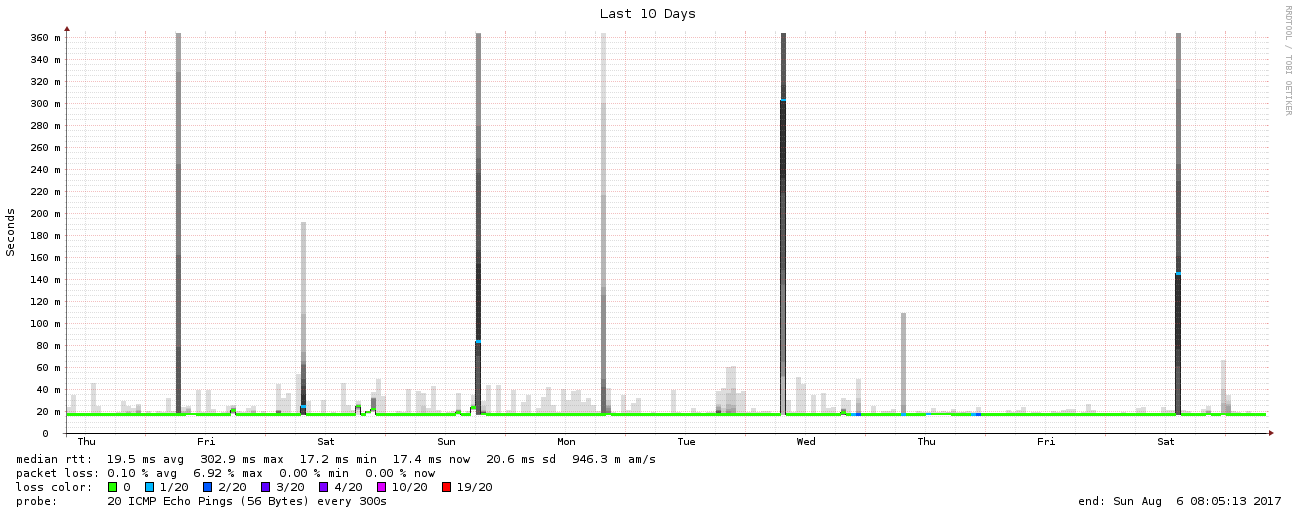 Last 10 Days
RRDTOOL / TOBI OETIKER
Seconds
360 m
340 m
320 m
300 m
280 m
260 m
240 m
220 m
200 m
180 m
160 m
140 m
120 m
100 m
80 m
60 m
40 m
20 m
0
Thu Fri Sat Sun Mon Tue Wed Thu Fri Sat
median rtt: 19.5 ms avg 302.9 ms max 17.2 ms min 17.4 ms now 20.6 ms sd 946.3 m am/s
packet loss: 0.10 % avg 6.92 % max 0.00 % min 0.00 % now
loss color: 0 1/20 2/20 3/20 4/20 10/20 19/20
probe: 20 ICMP Echo Pings (56 Bytes) every 300s end: Sun Aug 6 08:05:13 2017